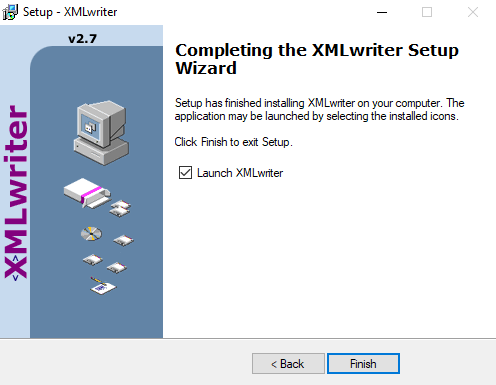 Setup - XMLwriter
v2.7
<XMLwriter
Completing the XMLwriter Setup
Wizard
Setup has finished installing XMLwriter on your computer. The
application may be launched by selecting the installed icons.
Click Finish to exit Setup.
Launch XMLwriter
< Back
Finish